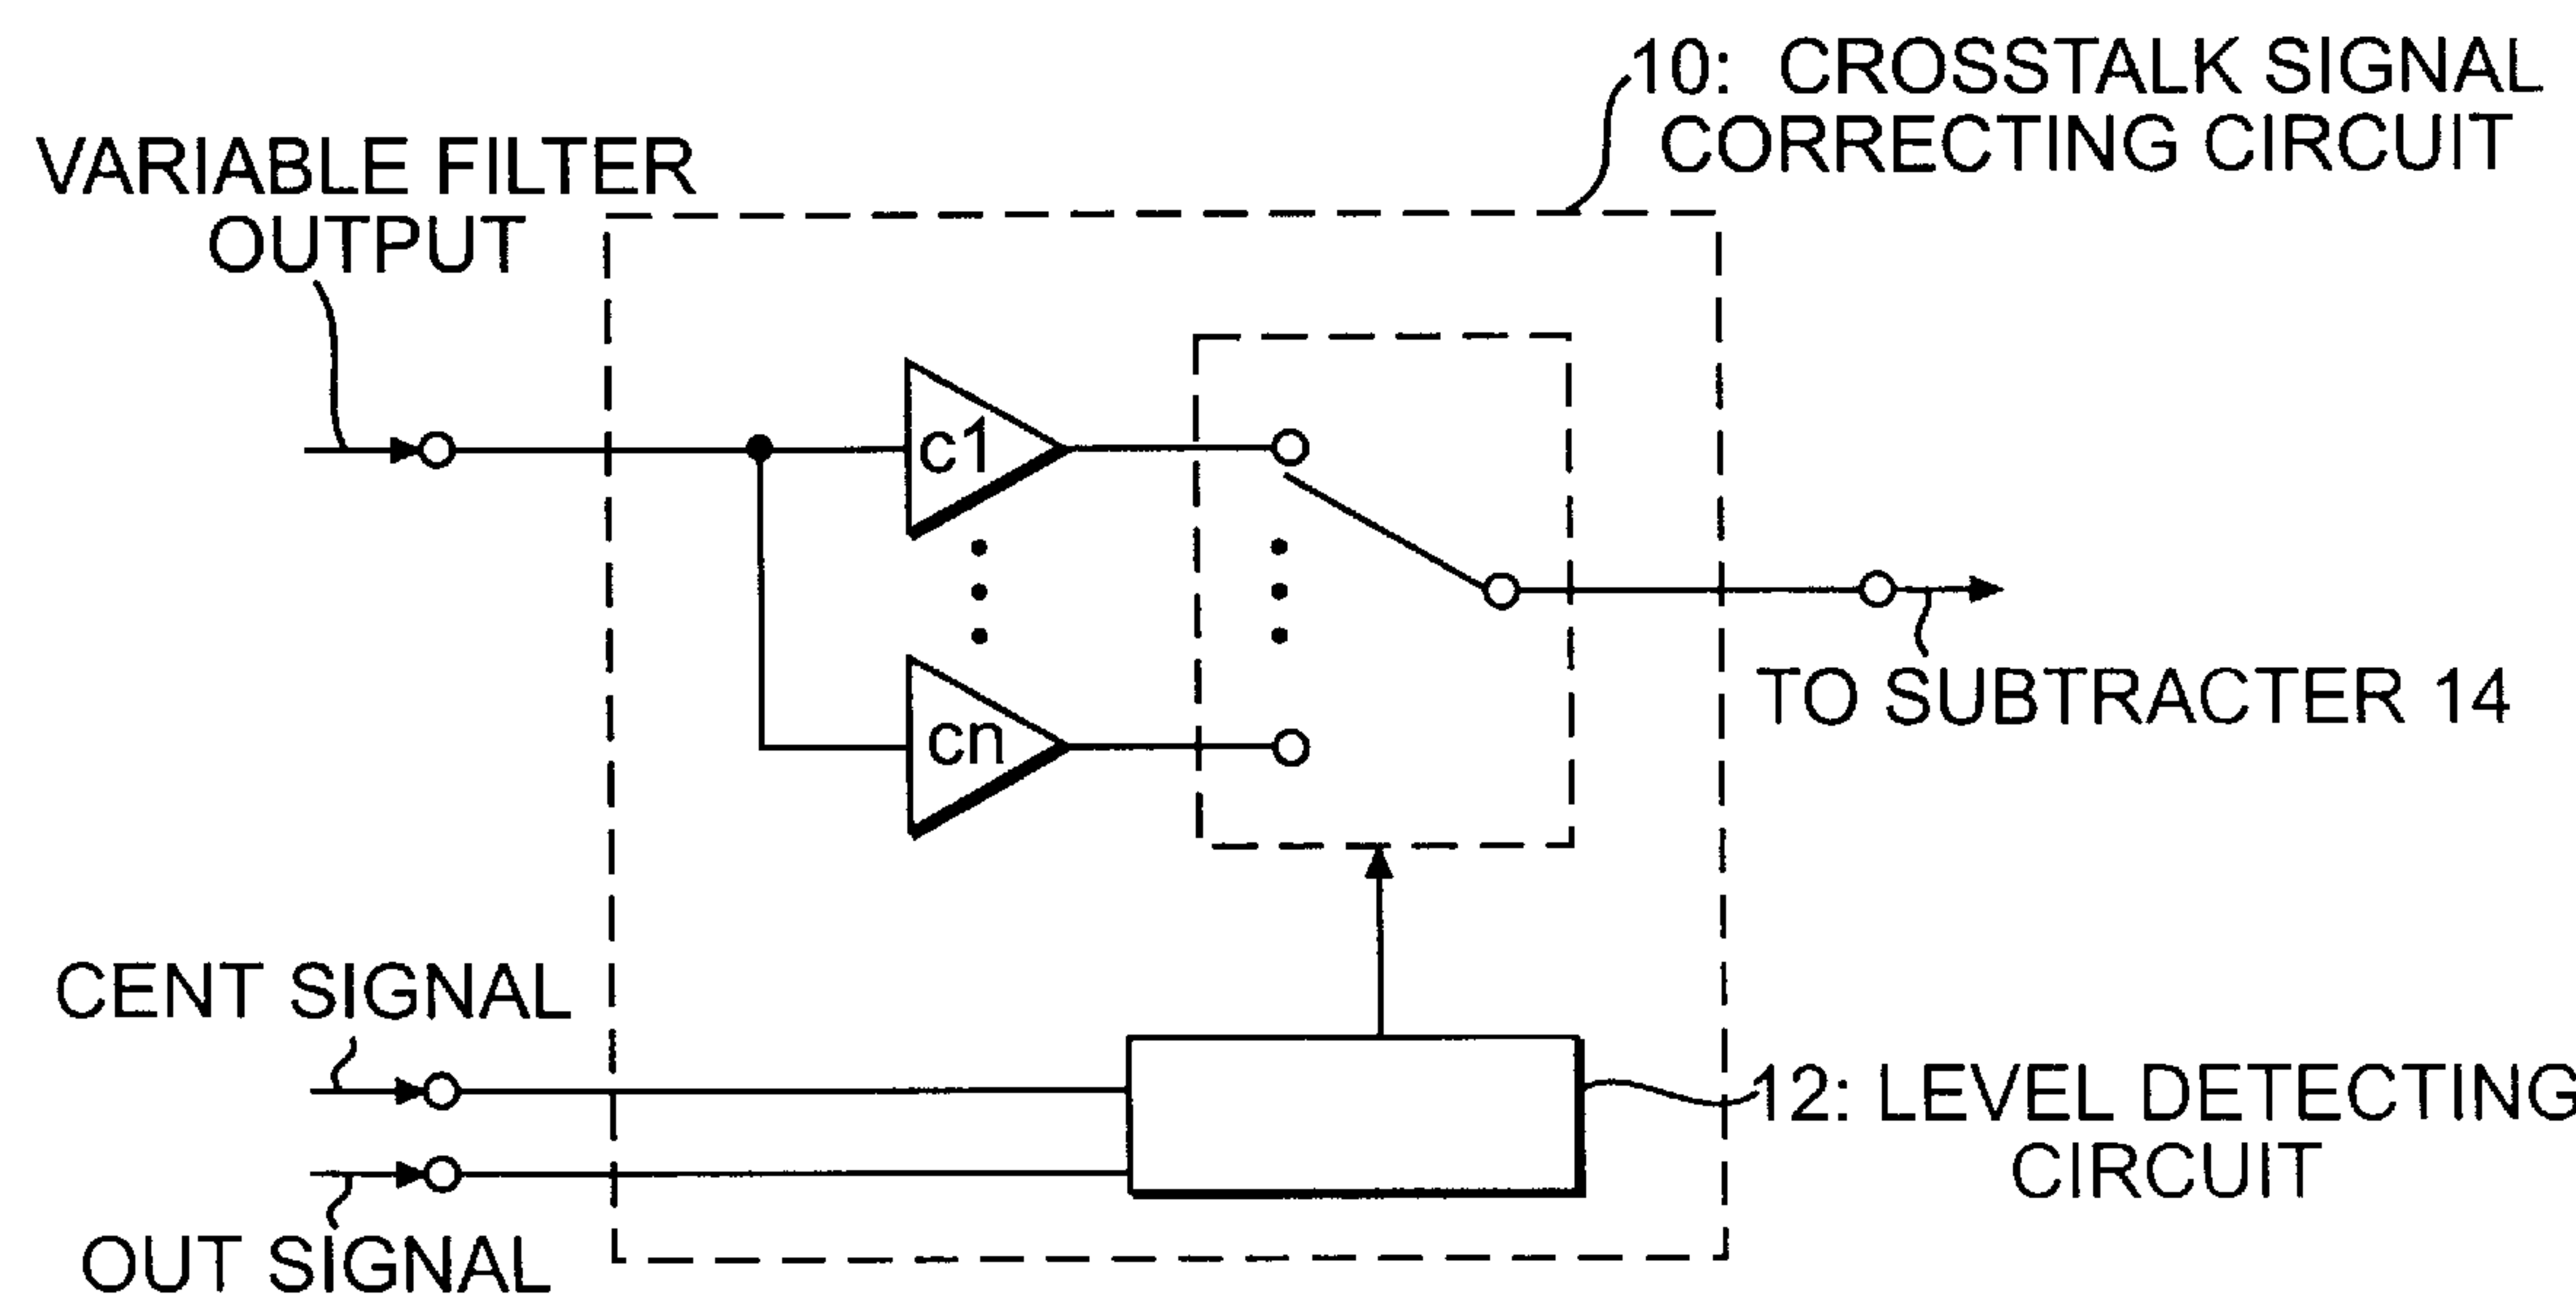 10: CROSSTALK SIGNAL
CORRECTING CIRCUIT
VARIABLE FILTER
OUTPUT
c1
cn
TO SUBTRACTER 14
CENT SIGNAL
12: LEVEL DETECTING
CIRCUIT
OUT SIGNAL